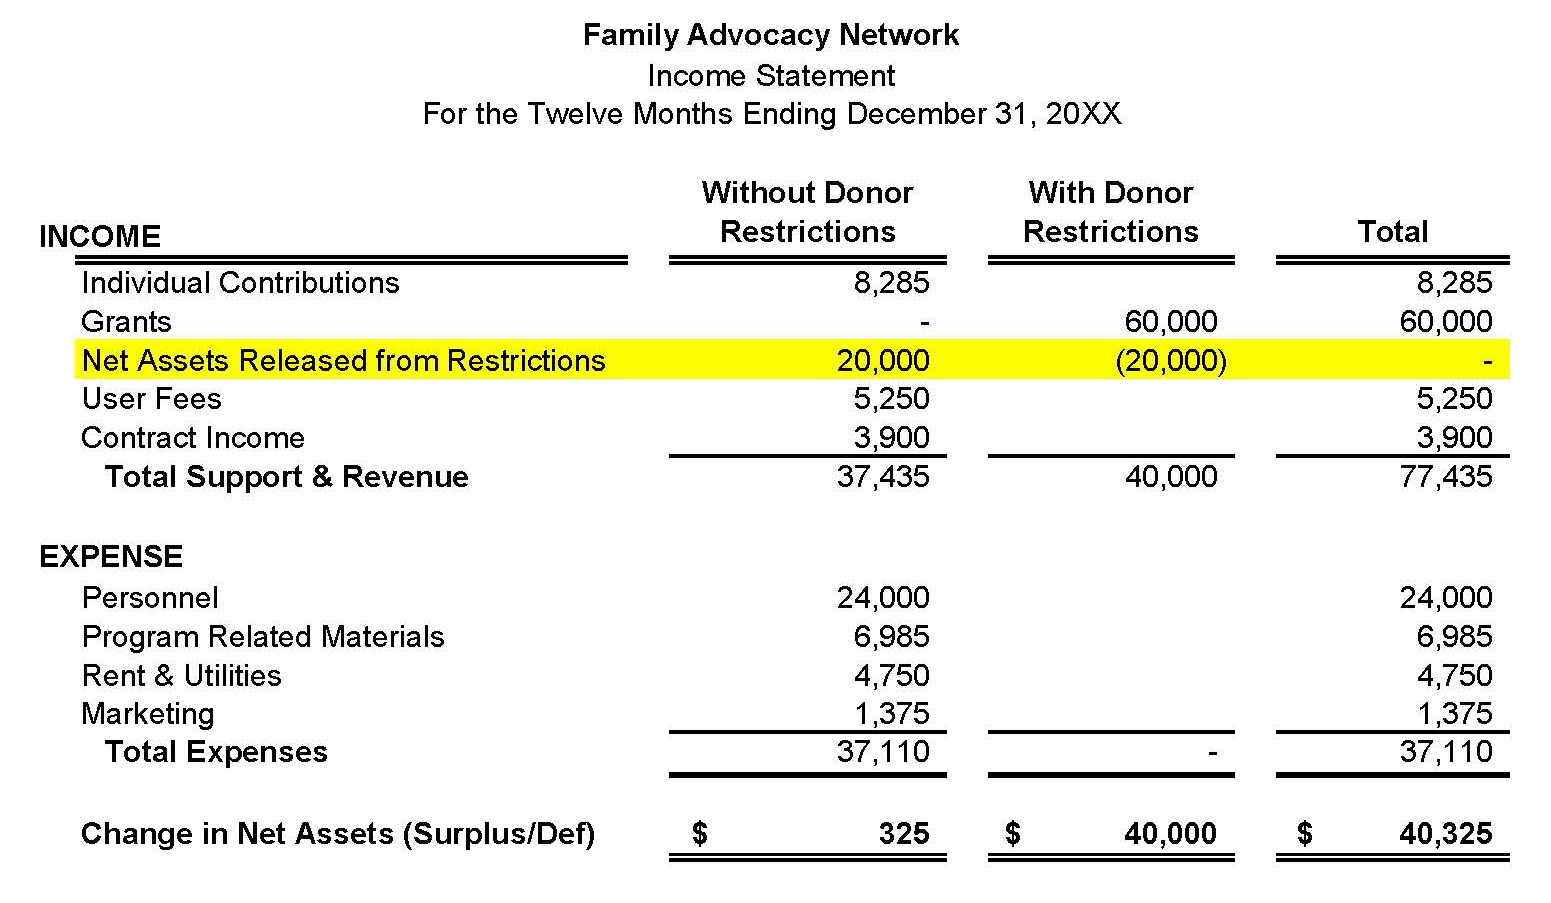 Family Advocacy Network
Income Statement
For the Twelve Months Ending December 31, 20XX
Without Donor With Donor
INCOME Restrictions Restrictions Total
Individual Contributions 8,285 8,285
Grants - 60,000 60,000
Net Assets Released from Restrictions 20,000 (20,000) -
User Fees 5,250 5,250
Contract Income 3,900 3,900
Total Support & Revenue 37,435 40,000 77,435
EXPENSE
Personnel 24,000 24,000
Program Related Materials 6,985 6,985
Rent & Utilities 4,750 4,750
Marketing 1,375 1,375
Total Expenses 37,110 - 37,110
Change in Net Assets (Surplus/Def) $ 325 $ 40,000 $ 40,325